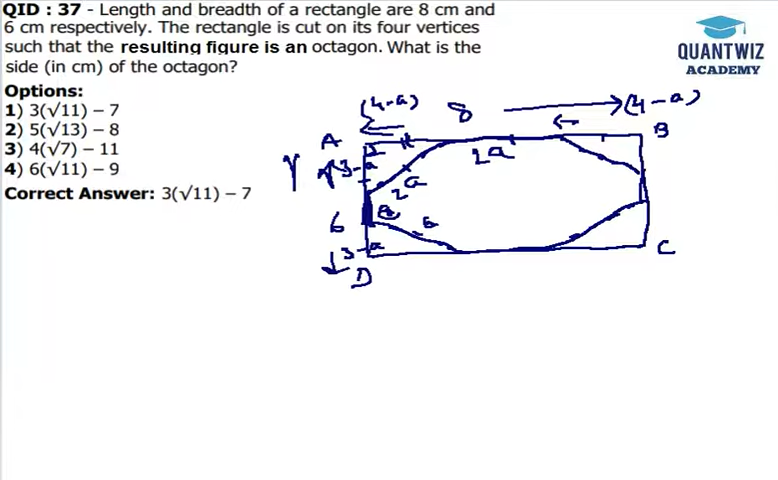 QID : 37 - Length and breadth of a rectangle are 8 cm and
6 cm respectively. The rectangle is cut on its four vertices
such that the resulting figure is an octagon. What is the
side (in cm) of the octagon?
QUANTWIZ
ACADEMY
Options:
1) 3(√11) – 7
2) 5(√13) – 8
3) 4(√7) – 11
4) 6(√11) – 9
Correct Answer: 3(√11) – 7
(4-a)
8
(4-a)
A
B
2a
3-a
2a
6
3-a
D
C